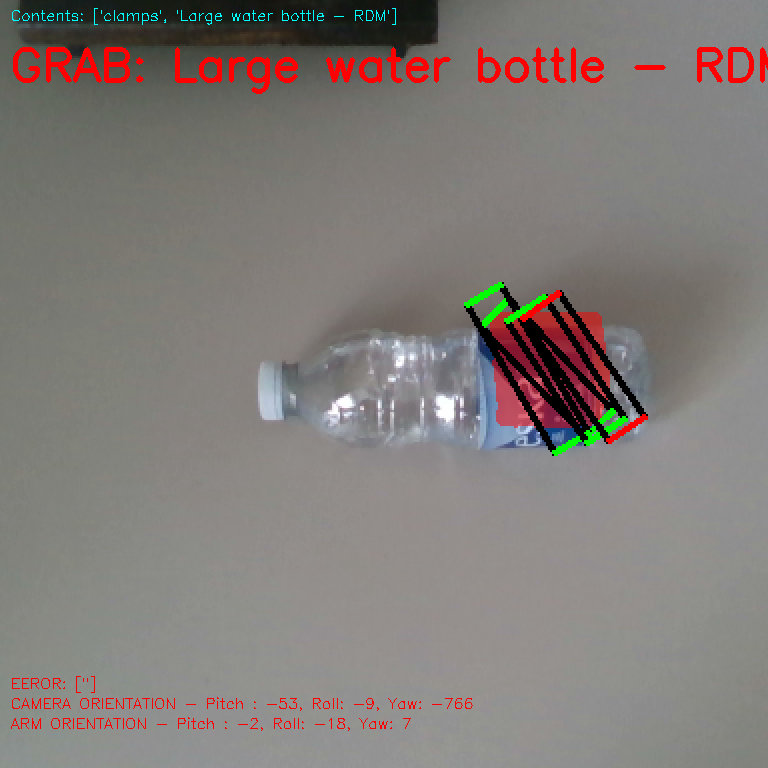 Contents: ['clamps', 'Large water bottle – RDM']
GRAB: Large water bottle – RDM
EEROR: ['']
CAMERA ORIENTATION – Pitch : –53, Roll: –9, Yaw: –766
ARM ORIENTATION – Pitch : –2, Roll: –18, Yaw: 7